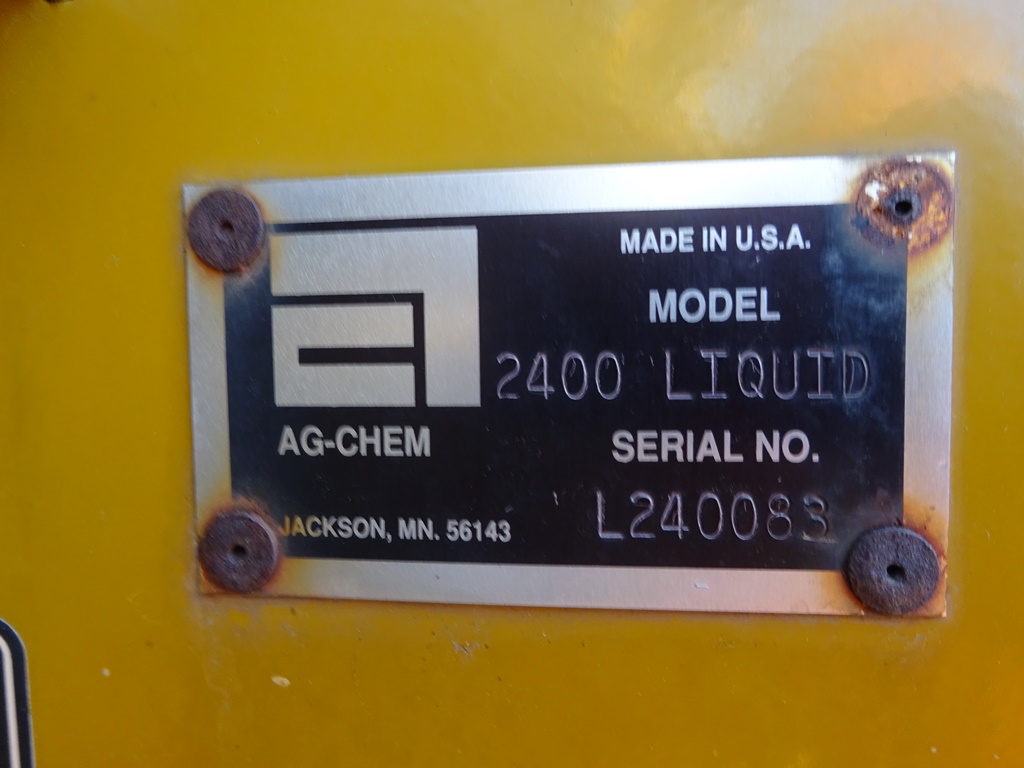 MADE IN U.S.A.
MODEL
2400 LIQUID
AG-CHEM
SERIAL NO.
JACKSON, MN. 56143
L240083